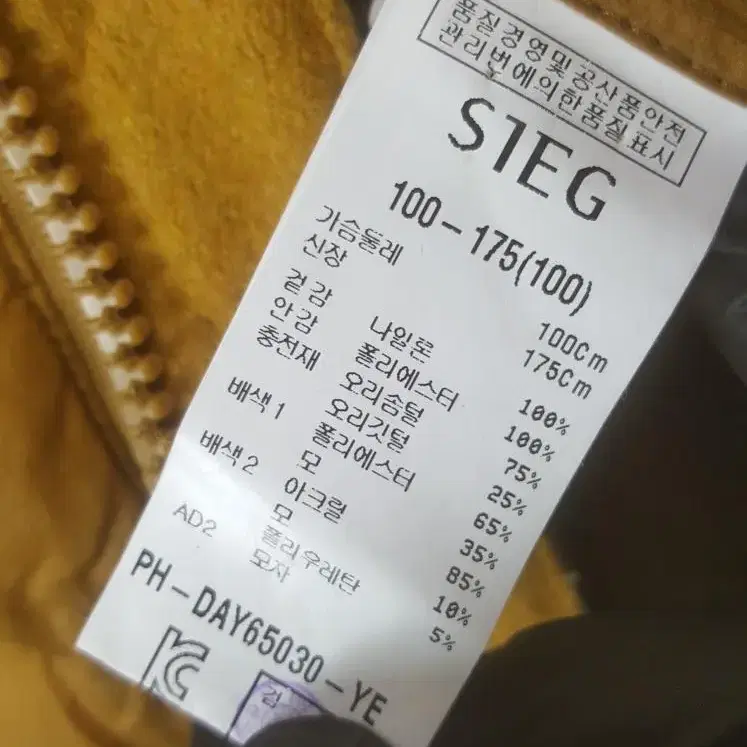 품질경영및공산품안전
관리법에의한품질표시
STEG
100-175(100)
가슴둘레 100Cm
신장 175Cm
겉감 나일론 100%
안감 폴리에스터 100%
충전재 오리솜털 75%
오리깃털 25%
배색1 폴리에스터 65%
모 35%
배색2 아크릴 85%
모 10%
폴리우레탄 5%
AD2 모자
PH-DAY65030-YE
검